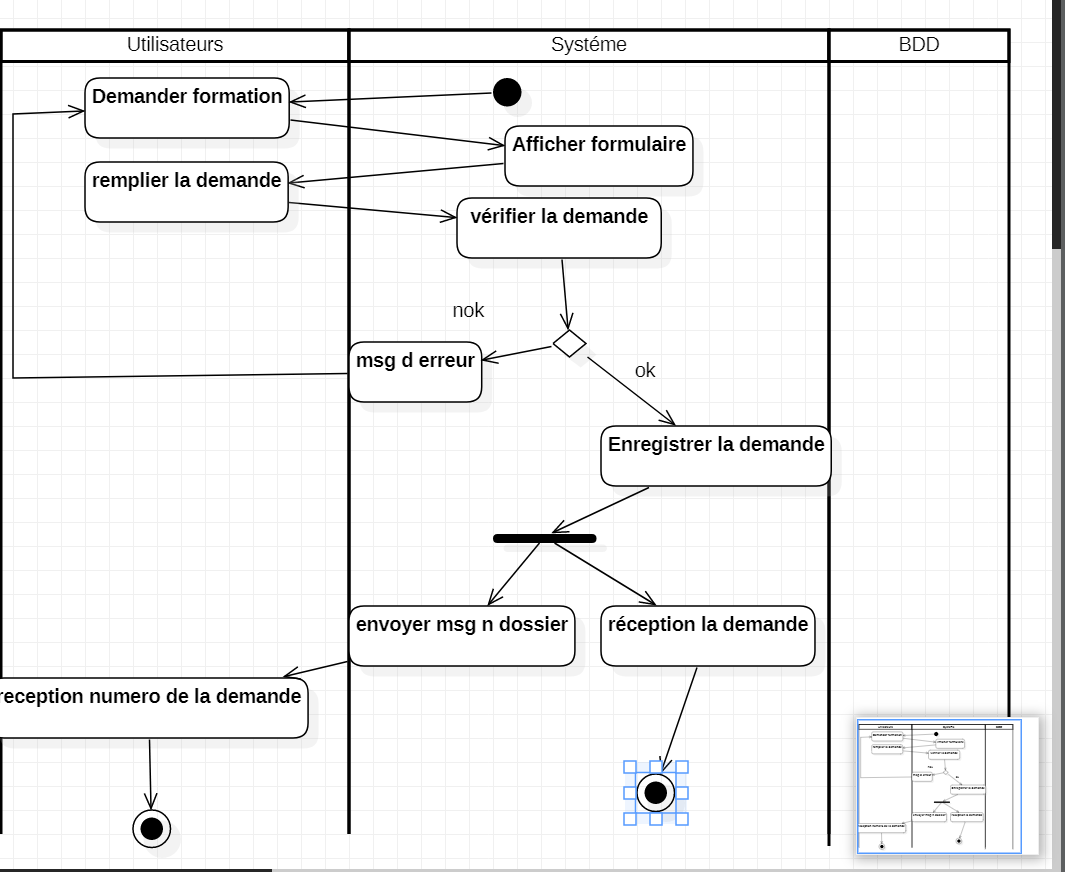 Utilisateurs
Systéme
BDD
Demander formation
Afficher formulaire
remplier la demande
vérifier la demande
nok
msg d erreur
ok
Enregistrer la demande
envoyer msg n dossier
réception la demande
reception numero de la demande